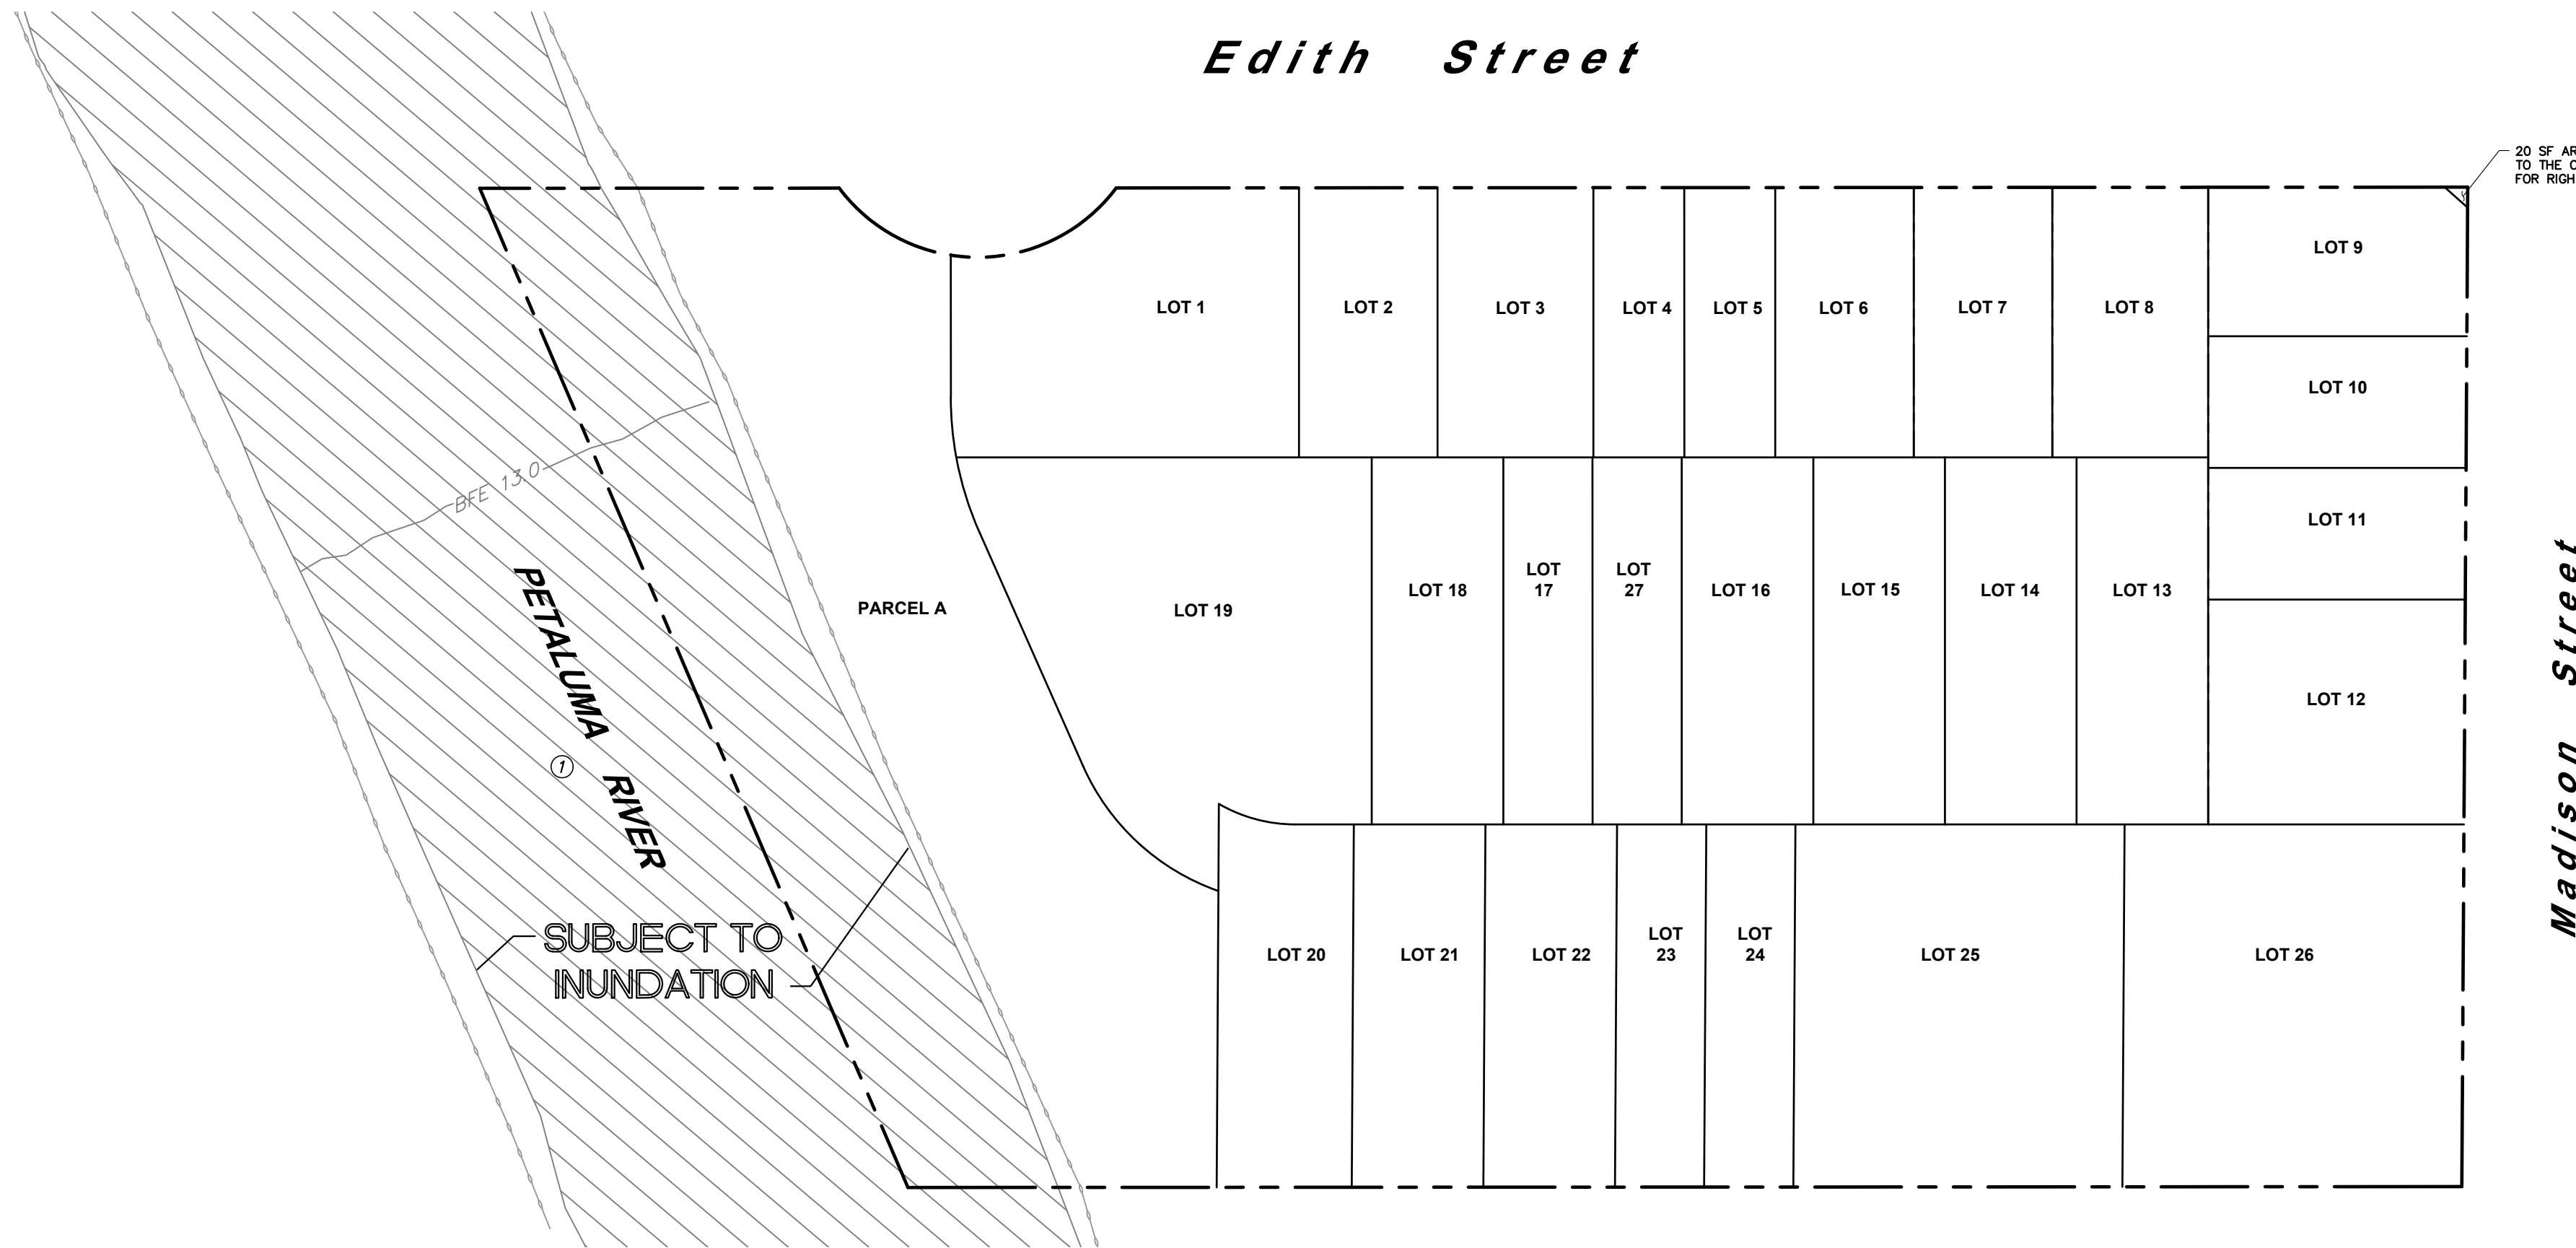 Edith Street
20 SF AR
TO THE
FOR RIGH
LOT 9
LOT 1
LOT 2
LOT 3
LOT 4
LOT 5
LOT 6
LOT 7
LOT 8
LOT 10
BFE 13.0
LOT 11
PETALUMA RIVER
PARCEL A
LOT 19
LOT 18
LOT
17
LOT
27
LOT 16
LOT 15
LOT 14
LOT 13
LOT 12
Madison Street
1
SUBJECT TO
INUNDATION
LOT 20
LOT 21
LOT 22
LOT
23
LOT
24
LOT 25
LOT 26